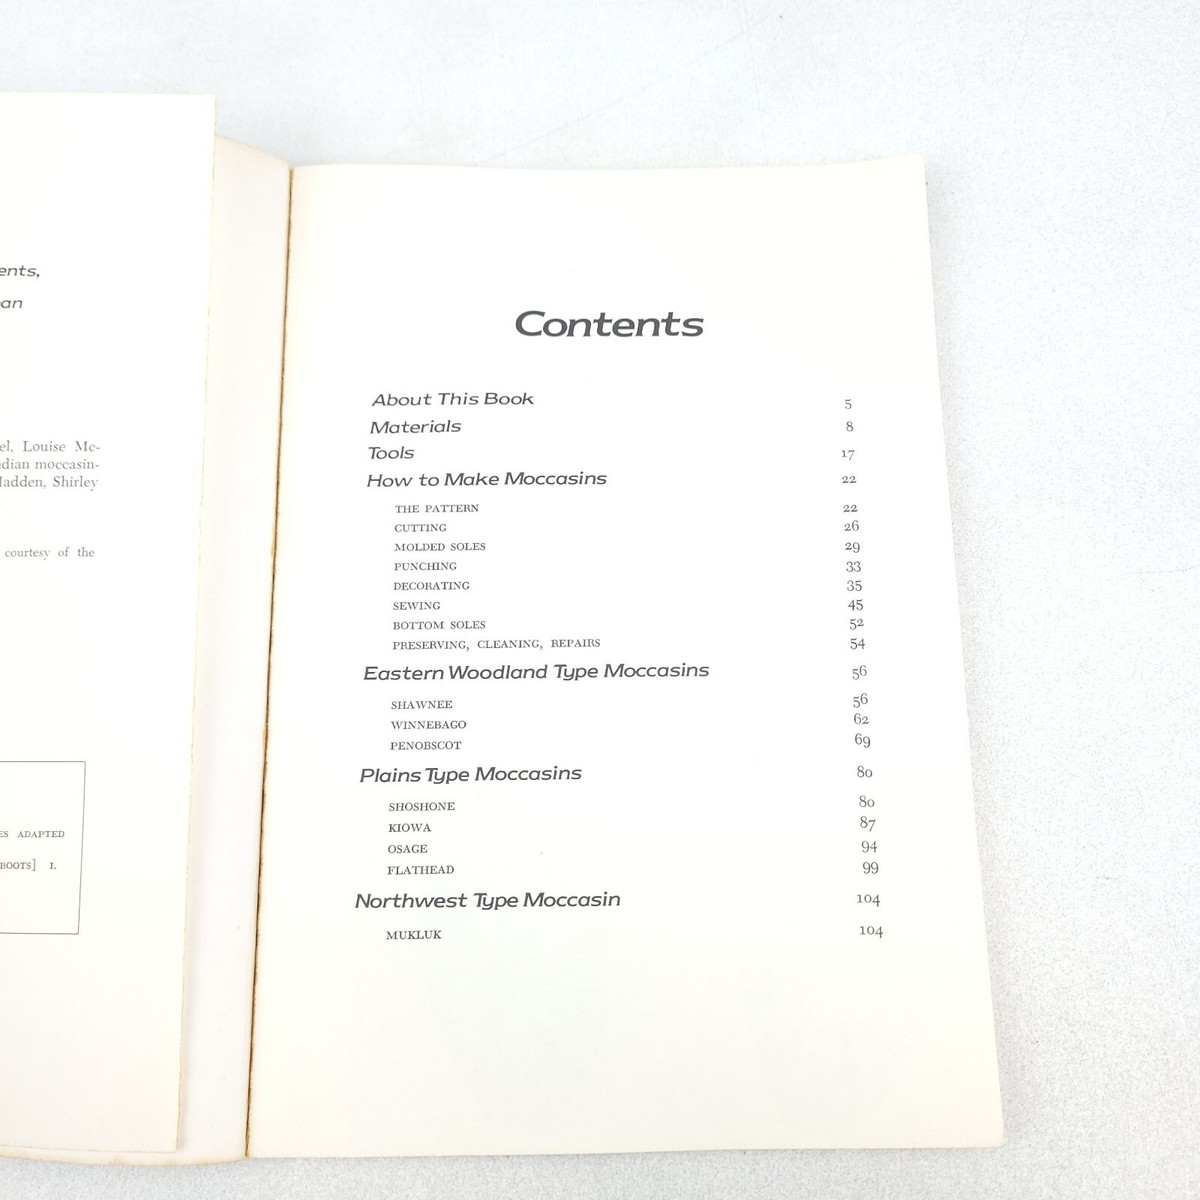 ents,
an
el, Louise Mc-
dian moccasin-
adden, Shirley
courtesy of the
ES ADAPTED
BOOTS] I.
Contents
About This Book 5
Materials 8
Tools 17
How to Make Moccasins 22
THE PATTERN 22
CUTTING 26
MOLDED SOLES 29
PUNCHING 33
DECORATING 35
SEWING 45
BOTTOM SOLES 52
PRESERVING, CLEANING, REPAIRS 54
Eastern Woodland Type Moccasins 56
SHAWNEE 56
WINNEBAGO 62
PENOBSCOT 69
Plains Type Moccasins 80
SHOSHONE 80
KIOWA 87
OSAGE 94
FLATHEAD 99
Northwest Type Moccasin 104
MUKLUK 104